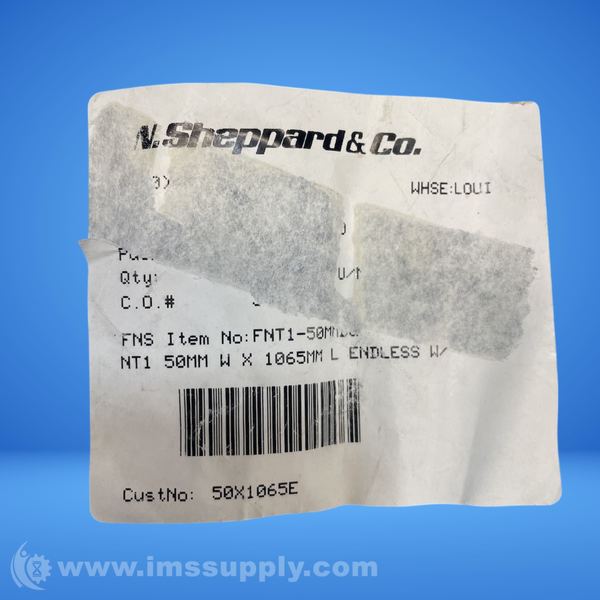 N. Sheppard & Co.
WHSE:LOUI
Qty:
C.O.#
FNS Item No:FNT1-50MM
NT1 50MM W X 1065MM L ENDLESS W/
CustNo: 50X1065E
www.imssupply.com